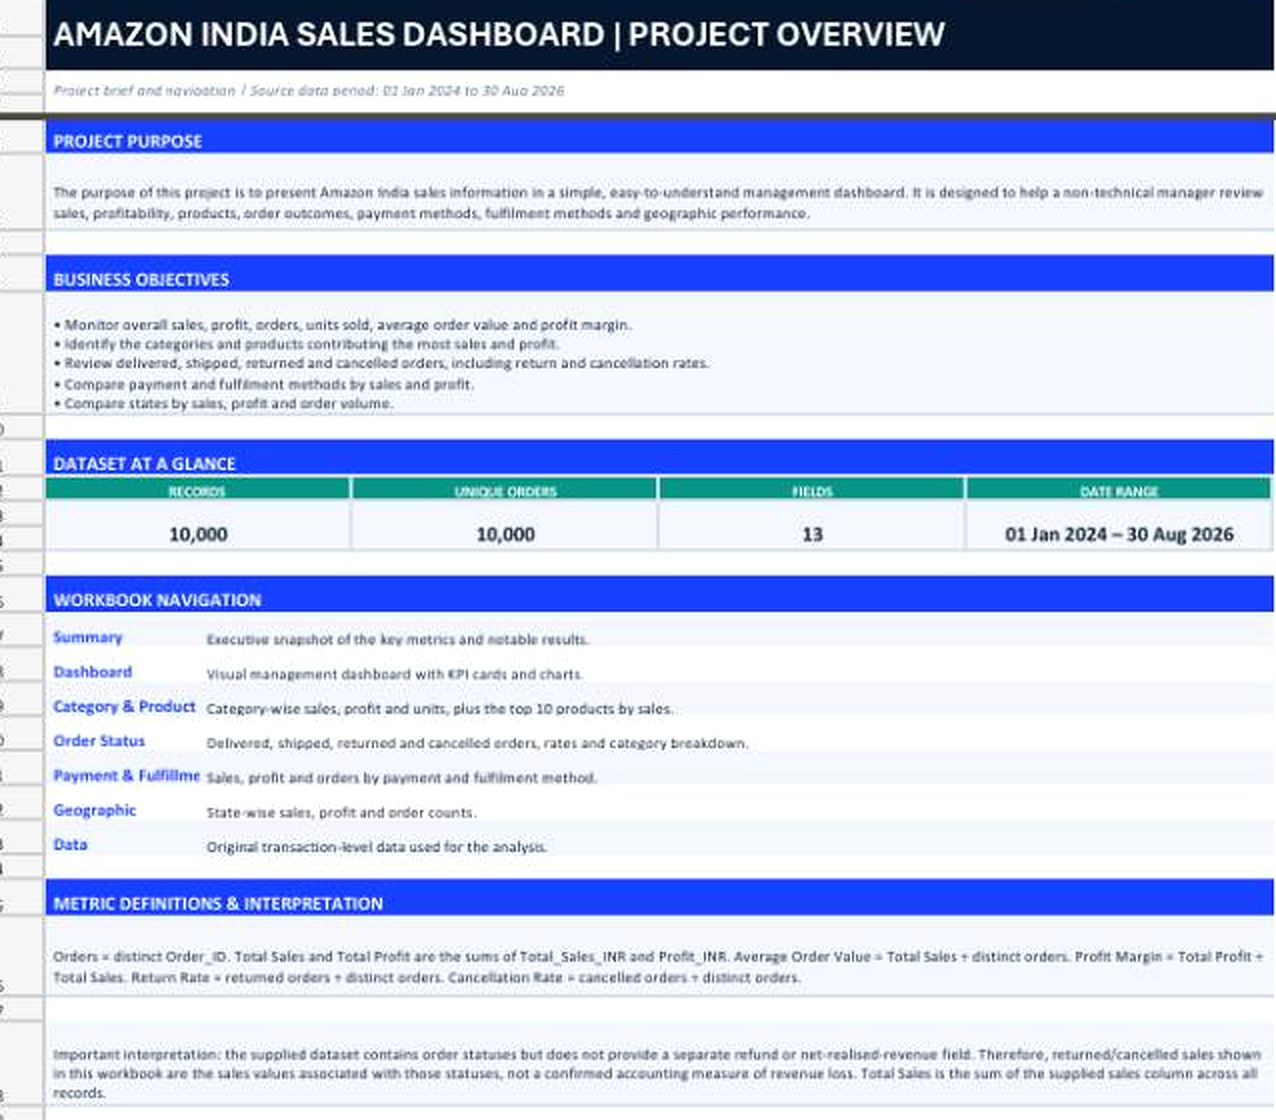 AMAZON INDIA SALES DASHBOARD | PROJECT OVERVIEW
Project brief and navigation / Source data period: 01 Jan 2024 to 30 Aug 2026
PROJECT PURPOSE
The purpose of this project is to present Amazon India sales information in a simple, easy-to-understand management dashboard. It is designed to help a non-technical manager review
sales, profitability, products, order outcomes, payment methods, fulfilment methods and geographic performance.
BUSINESS OBJECTIVES
• Monitor overall sales, profit, orders, units sold, average order value and profit margin.
• Identify the categories and products contributing the most sales and profit.
• Review delivered, shipped, returned and cancelled orders, including return and cancellation rates.
• Compare payment and fulfilment methods by sales and profit.
• Compare states by sales, profit and order volume.
DATASET AT A GLANCE
RECORDS UNIQUE ORDERS FIELDS DATE RANGE
10,000 10,000 13 01 Jan 2024 – 30 Aug 2026
WORKBOOK NAVIGATION
Summary Executive snapshot of the key metrics and notable results.
Dashboard Visual management dashboard with KPI cards and charts.
Category & Product Category-wise sales, profit and units, plus the top 10 products by sales.
Order Status Delivered, shipped, returned and cancelled orders, rates and category breakdown.
Payment & Fulfillme Sales, profit and orders by payment and fulfilment method.
Geographic State-wise sales, profit and order counts.
Data Original transaction-level data used for the analysis.
METRIC DEFINITIONS & INTERPRETATION
Orders = distinct Order_ID. Total Sales and Total Profit are the sums of Total_Sales_INR and Profit_INR. Average Order Value = Total Sales ÷ distinct orders. Profit Margin = Total Profit ÷
Total Sales. Return Rate = returned orders ÷ distinct orders. Cancellation Rate = cancelled orders ÷ distinct orders.
Important interpretation: the supplied dataset contains order statuses but does not provide a separate refund or net-realised-revenue field. Therefore, returned/cancelled sales shown
in this workbook are the sales values associated with those statuses, not a confirmed accounting measure of revenue loss. Total Sales is the sum of the supplied sales column across all
records.